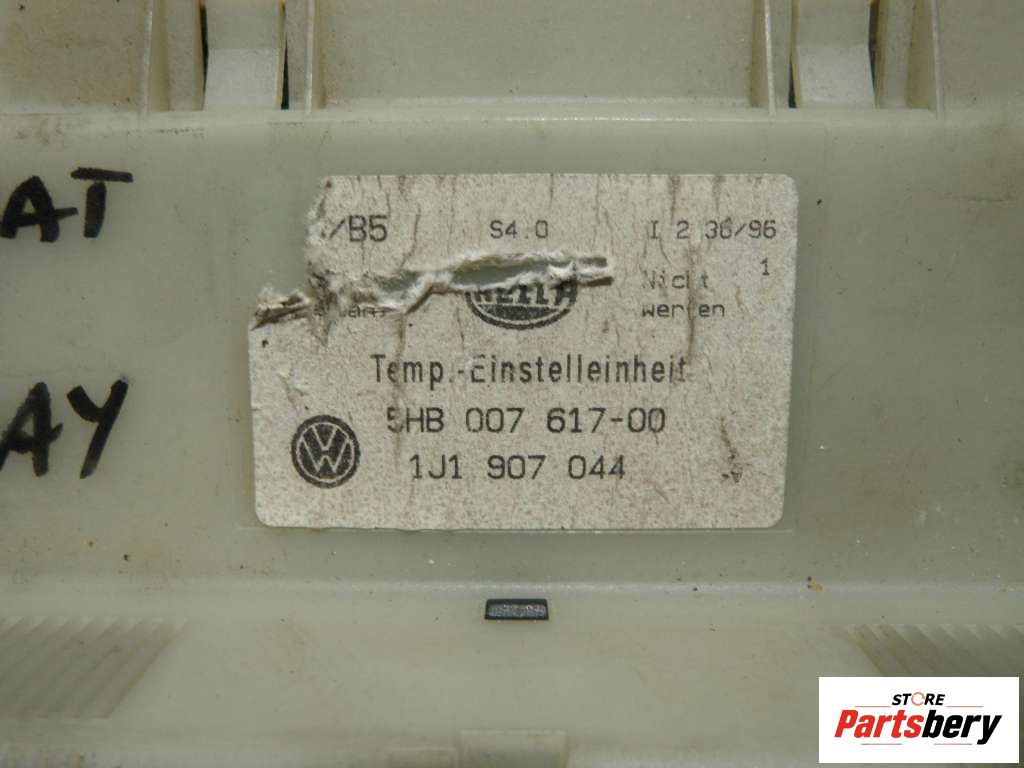 AT
AY
/B5 S4.0 I 2 36/96
1
Nicht
HELLA
werfen
Temp.-Einstelleinheit
5HB 007 617-00
VW
1J1 907 044
STORE
Partsbery